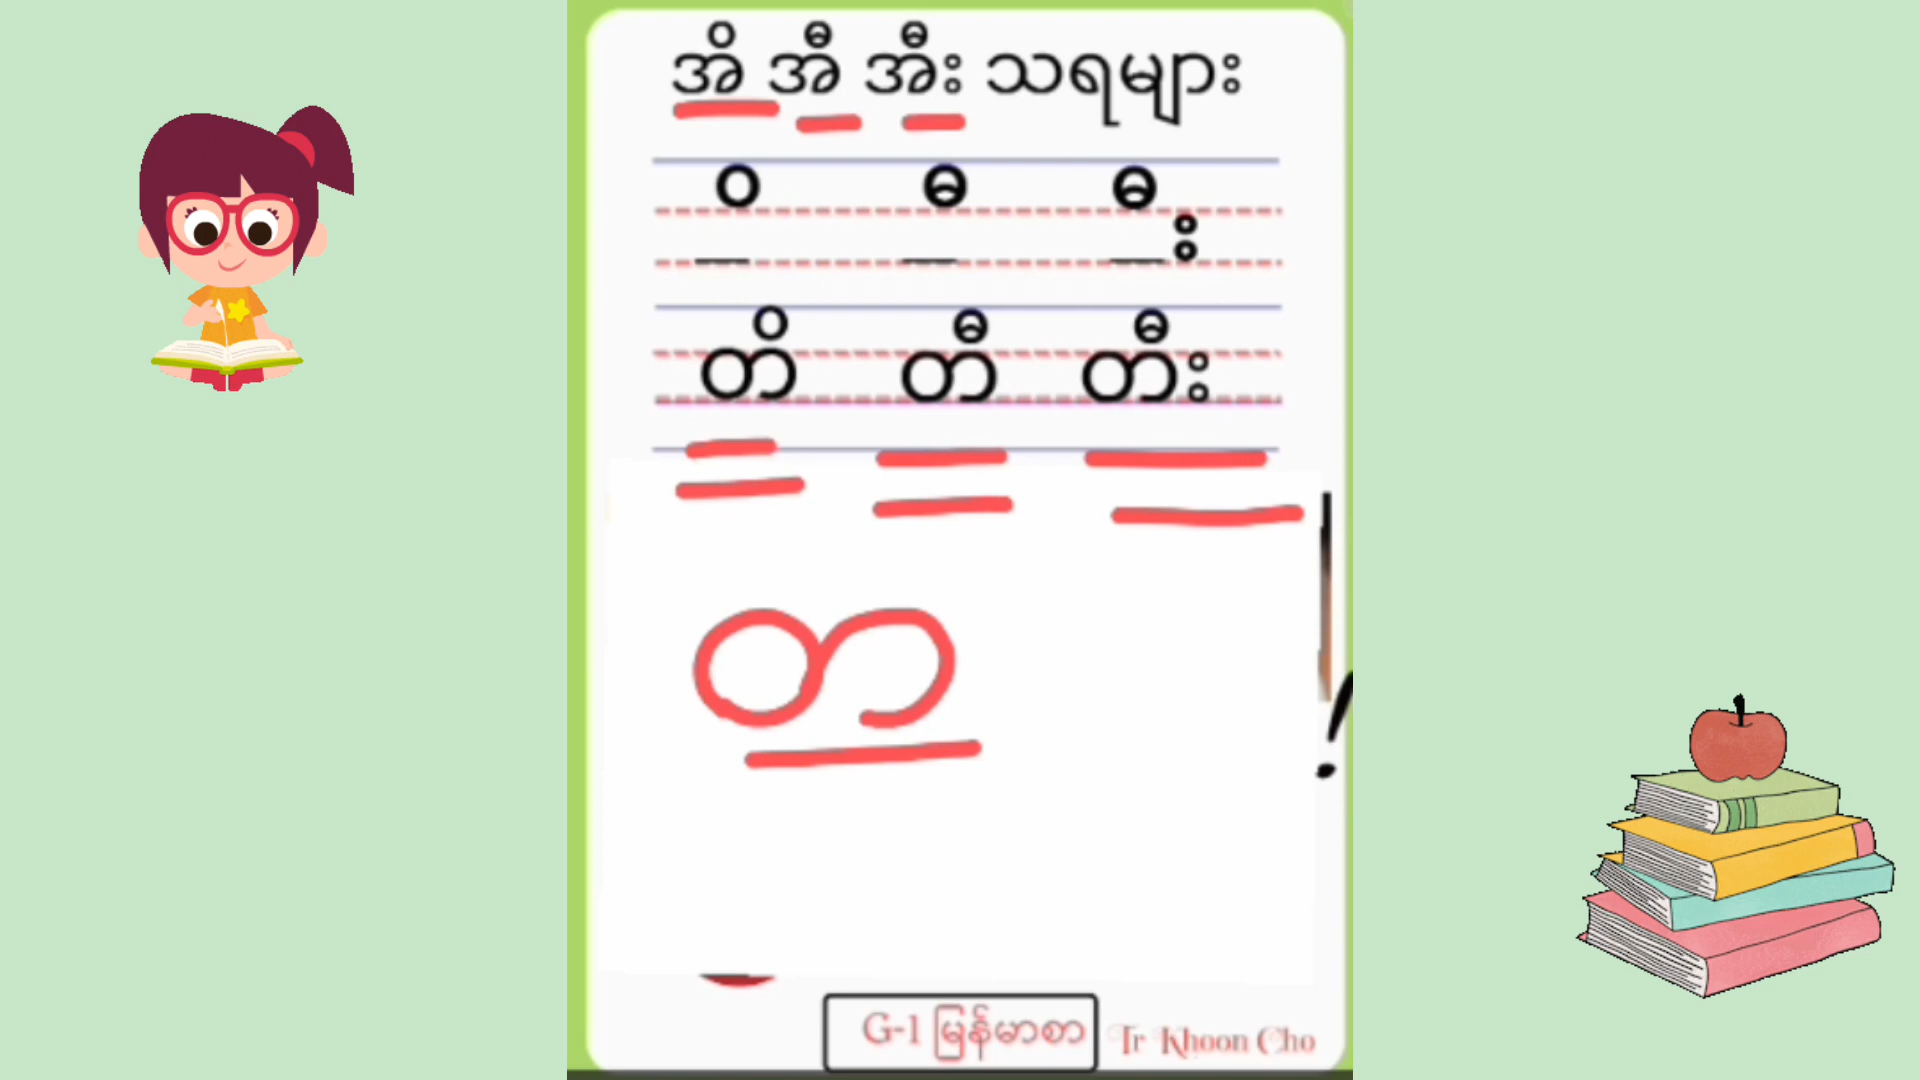 အိ အီ အီး သရများ
ိ ီ ီး
တိ တီ တီး
တ
!
G-1 မြန်မာစာ Tr Khoon Cho